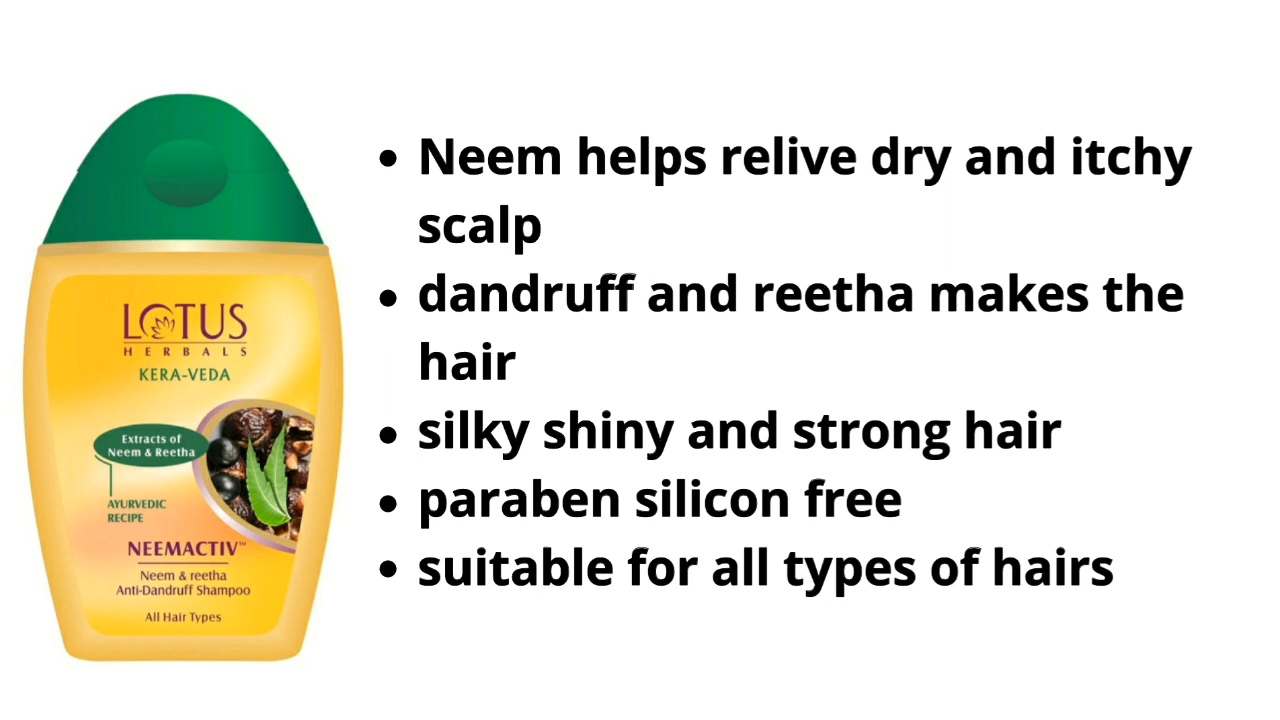 LOTUS
HERBALS
KERA-VEDA
Extracts of
Neem & Reetha
AYURVEDIC
RECIPE
NEEMACTIV™
Neem & reetha
Anti-Dandruff Shampoo
All Hair Types
• Neem helps relive dry and itchy
scalp
• dandruff and reetha makes the
hair
• silky shiny and strong hair
• paraben silicon free
• suitable for all types of hairs